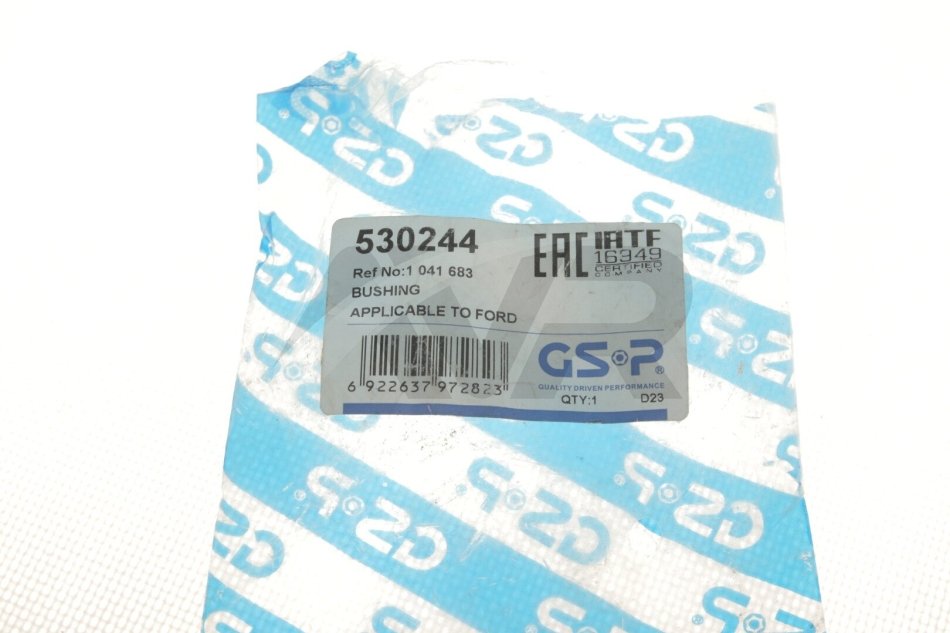 530244
Ref No:1 041 683
BUSHING
APPLICABLE TO FORD
6 922637 972823
EAC
IATF
16949
CERTIFIED
COMPANY
GSP®
QUALITY DRIVEN PERFORMANCE
QTY:1 D23